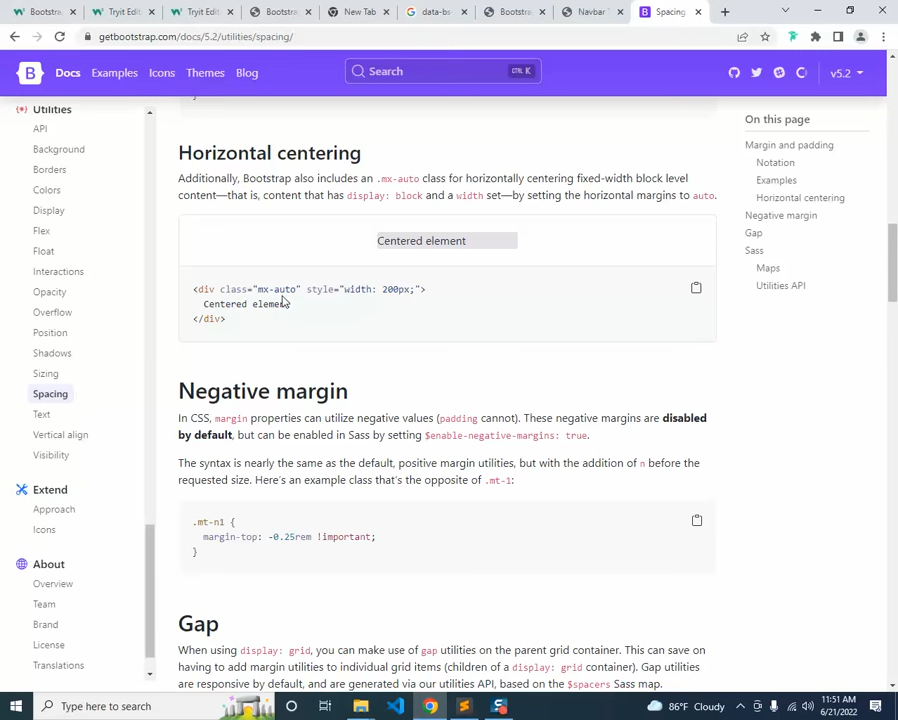 Bootstr
Tryit Edit
Tryit Edit
Bootstrap
New Tab
data-bs-
Bootstra
Navbar T
Spacing
getbootstrap.com/docs/5.2/utilities/spacing/
B
Docs
Examples
Icons
Themes
Blog
Search
CTRL K
v5.2
Utilities
API
Background
Borders
Colors
Display
Flex
Float
Interactions
Opacity
Overflow
Position
Shadows
Sizing
Spacing
Text
Vertical align
Visibility
Extend
Approach
Icons
About
Overview
Team
Brand
License
Translations
}
Horizontal centering
Additionally, Bootstrap also includes an .mx-auto class for horizontally centering fixed-width block level
content—that is, content that has display: block and a width set—by setting the horizontal margins to auto.
Centered element
<div class="mx-auto" style="width: 200px;">
Centered element
</div>
Negative margin
In CSS, margin properties can utilize negative values (padding cannot). These negative margins are disabled
by default, but can be enabled in Sass by setting $enable-negative-margins: true.
The syntax is nearly the same as the default, positive margin utilities, but with the addition of n before the
requested size. Here's an example class that's the opposite of .mt-1:
.mt-n1 {
margin-top: -0.25rem !important;
}
Gap
When using display: grid, you can make use of gap utilities on the parent grid container. This can save on
having to add margin utilities to individual grid items (children of a display: grid container). Gap utilities
are responsive by default, and are generated via our utilities API, based on the $spacers Sass map.
On this page
Margin and padding
Notation
Examples
Horizontal centering
Negative margin
Gap
Sass
Maps
Utilities API
Type here to search
86°F Cloudy
11:51 AM
6/21/2022